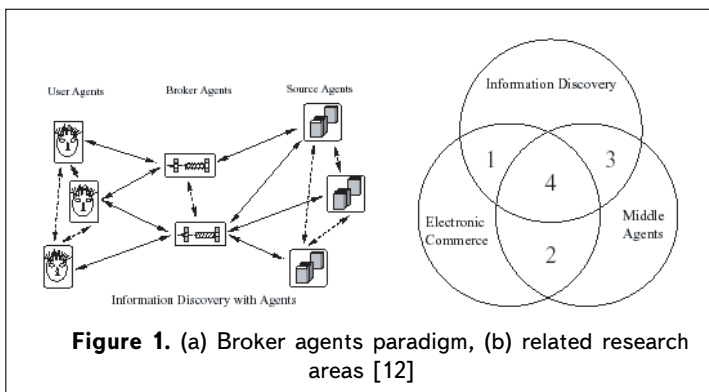 User Agents
Broker Agents
Source Agents
Information Discovery with Agents
Information Discovery
1
3
4
Electronic
Commerce
Middle
Agents
2
Figure 1. (a) Broker agents paradigm, (b) related research
areas [12]